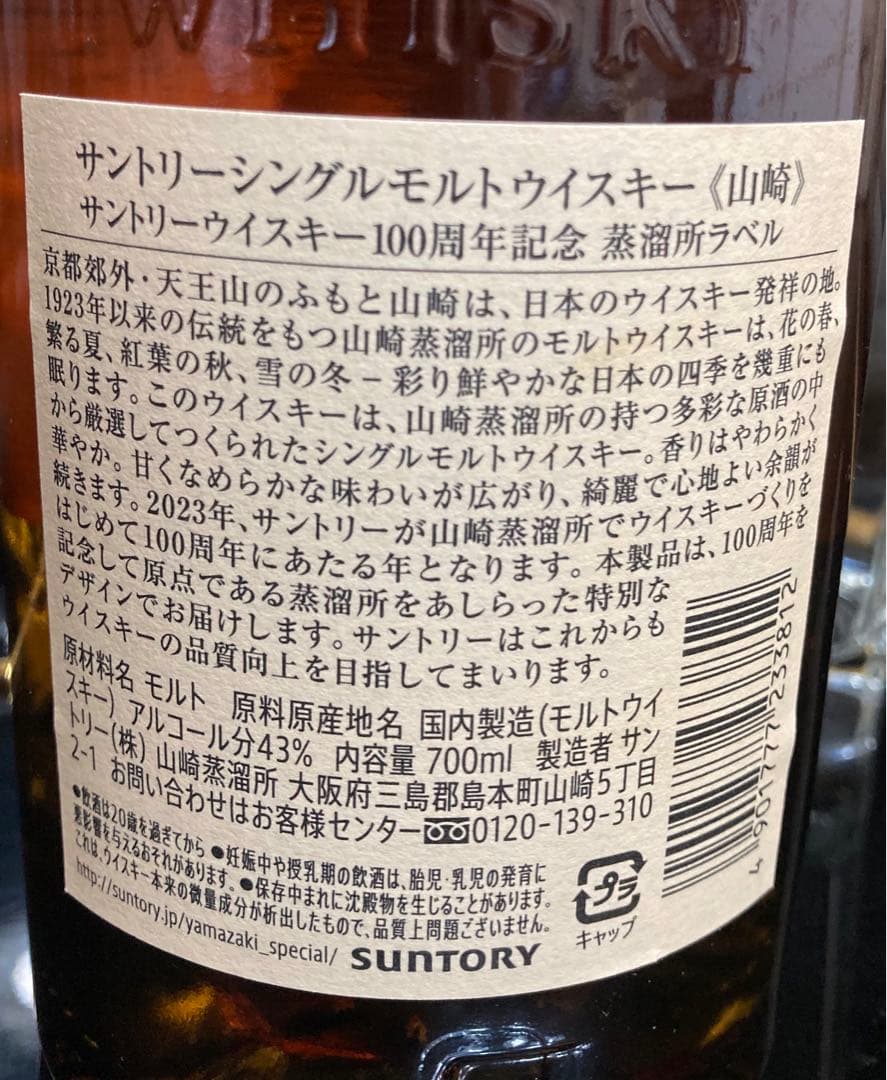 WHISKY
サントリーシングルモルトウイスキー《山崎》
サントリーウイスキー100周年記念 蒸溜所ラベル
京都郊外・天王山のふもと山崎は、日本のウイスキー発祥の地。
1923年以来の伝統をもつ山崎蒸溜所のモルトウイスキーは、花の春、
繁る夏、紅葉の秋、雪の冬－彩り鮮やかな日本の四季を幾重にも
眠ります。このウイスキーは、山崎蒸溜所の持つ多彩な原酒の中
から厳選してつくられたシングルモルトウイスキー。香りはやわらかく
華やか。甘くなめらかな味わいが広がり、綺麗で心地よい余韻が
続きます。2023年、サントリーが山崎蒸溜所でウイスキーづくりを
はじめて100周年にあたる年となります。本製品は、100周年を
記念して原点である蒸溜所をあしらった特別な
デザインでお届けします。サントリーはこれからも
ウイスキーの品質向上を目指してまいります。
原材料名 モルト 原料原産地名 国内製造(モルトウイ
スキー) アルコール分43% 内容量 700ml 製造者 サン
トリー(株) 山崎蒸溜所 大阪府三島郡島本町山崎5丁目
2-1 お問い合わせはお客様センター 0120-139-310
●飲酒は20歳を過ぎてから ●妊娠中や授乳期の飲酒は、胎児・乳児の発育に
悪影響を与えるおそれがあります。●保存中まれに沈殿物を生じることがあります。
これは、ウイスキー本来の微量成分が析出したもので、品質上問題ございません。
http://suntory.jp/yamazaki_special/ SUNTORY
プラ
キャップ
4 901777 233812